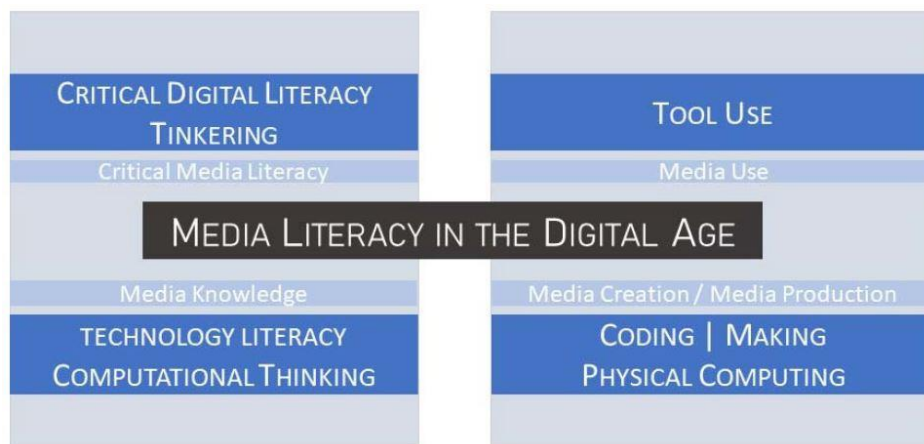 CRITICAL DIGITAL LITERACY
TINKERING
Critical Media Literacy
TOOL USE
Media Use
MEDIA LITERACY IN THE DIGITAL AGE
Media Knowledge
TECHNOLOGY LITERACY
COMPUTATIONAL THINKING
Media Creation / Media Production
CODING | MAKING
PHYSICAL COMPUTING